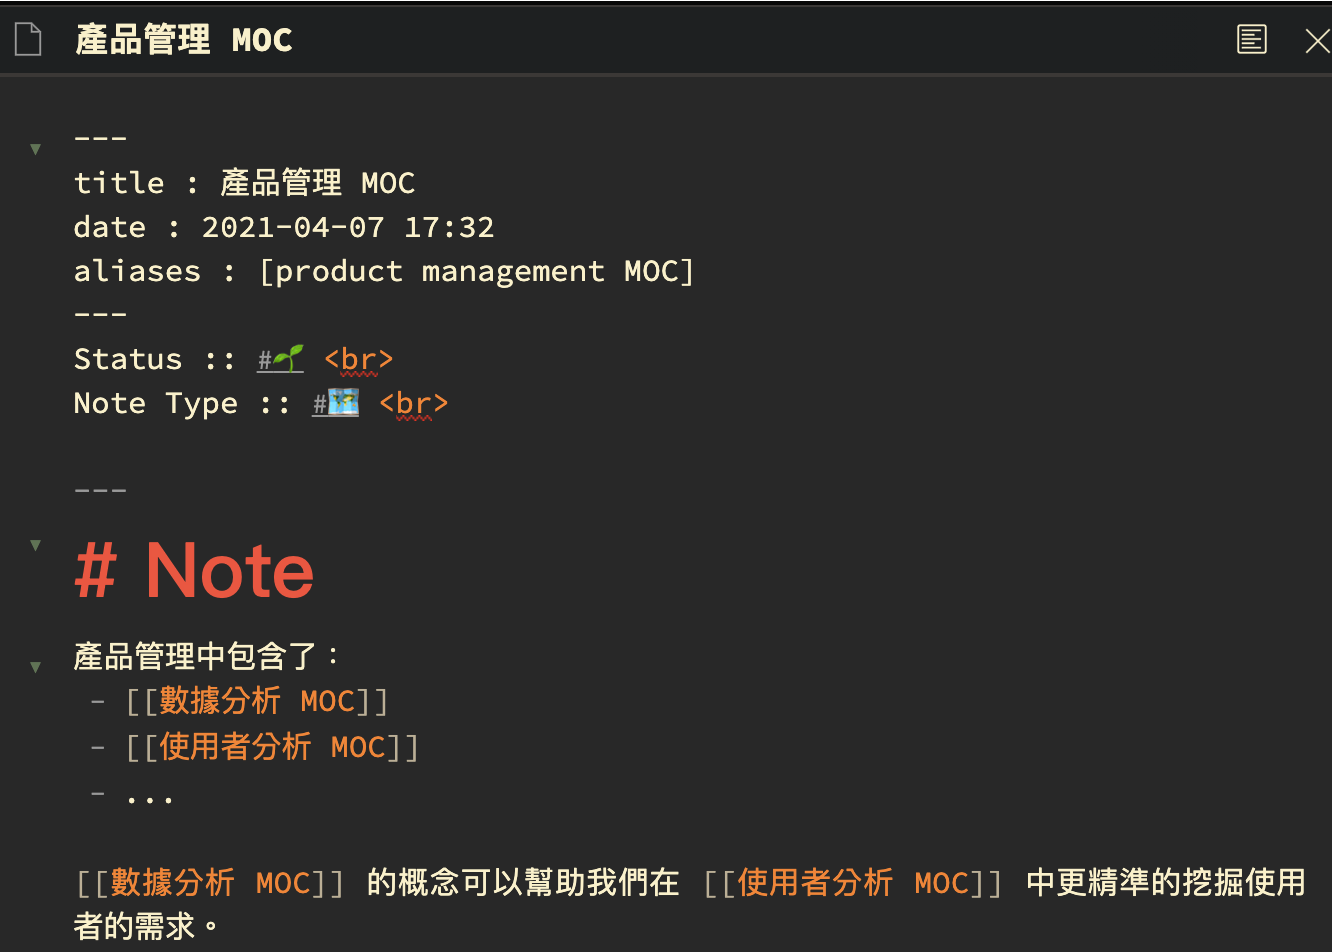 產品管理 MOC
---
title : 產品管理 MOC
date : 2021-04-07 17:32
aliases : [product management MOC]
---
Status :: #🌱 <br>
Note Type :: #🗺️ <br>
---
# Note
產品管理中包含了：
- [[數據分析 MOC]]
- [[使用者分析 MOC]]
- ...
[[數據分析 MOC]] 的概念可以幫助我們在 [[使用者分析 MOC]] 中更精準的挖掘使用
者的需求。